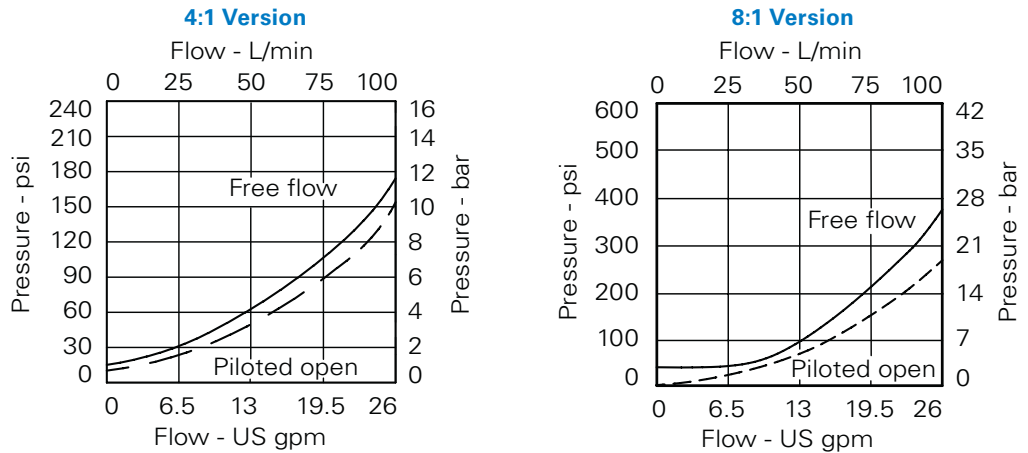 4:1 Version
Flow - L/min
0 25 50 75 100
Pressure - psi
240
210
180
150
120
90
60
30
0
16
14
12
10
8
6
4
2
0
Pressure - bar
Free flow
Piloted open
0 6.5 13 19.5 26
Flow - US gpm
8:1 Version
Flow - L/min
0 25 50 75 100
Pressure - psi
600
500
400
300
200
100
0
42
35
28
21
14
7
0
Pressure - bar
Free flow
Piloted open
0 6.5 13 19.5 26
Flow - US gpm